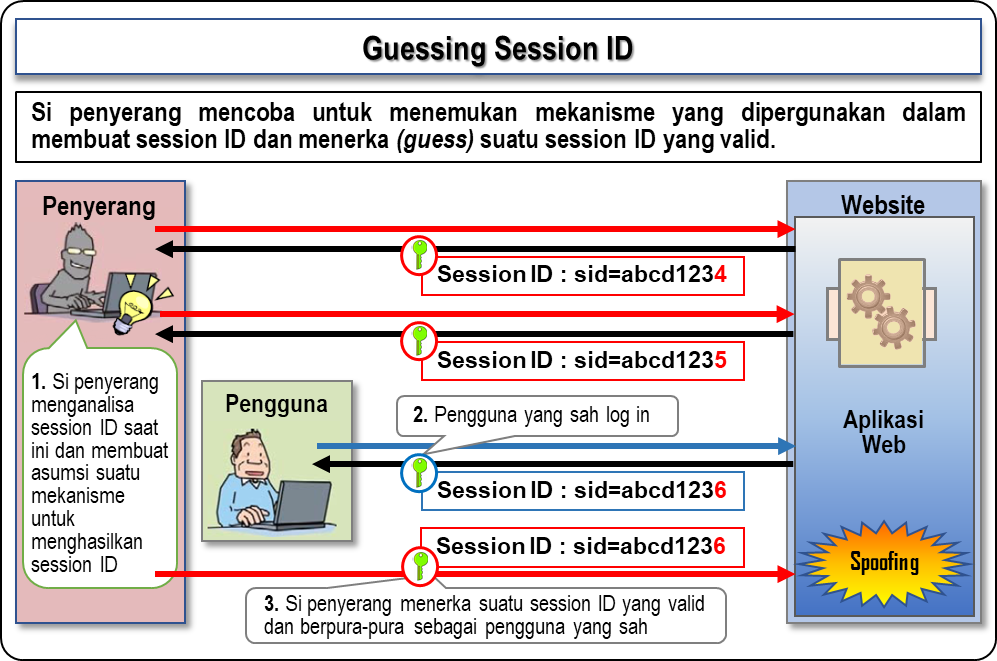 Guessing Session ID
Si penyerang mencoba untuk menemukan mekanisme yang dipergunakan dalam
membuat session ID dan menerka (guess) suatu session ID yang valid.
Penyerang
Website
Session ID : sid=abcd1234
Session ID : sid=abcd1235
1. Si penyerang
menganalisa
session ID saat
ini dan membuat
asumsi suatu
mekanisme
untuk
menghasilkan
session ID
Pengguna
2. Pengguna yang sah log in
Aplikasi
Web
Session ID : sid=abcd1236
Session ID : sid=abcd1236
Spoofing
3. Si penyerang menerka suatu session ID yang valid
dan berpura-pura sebagai pengguna yang sah